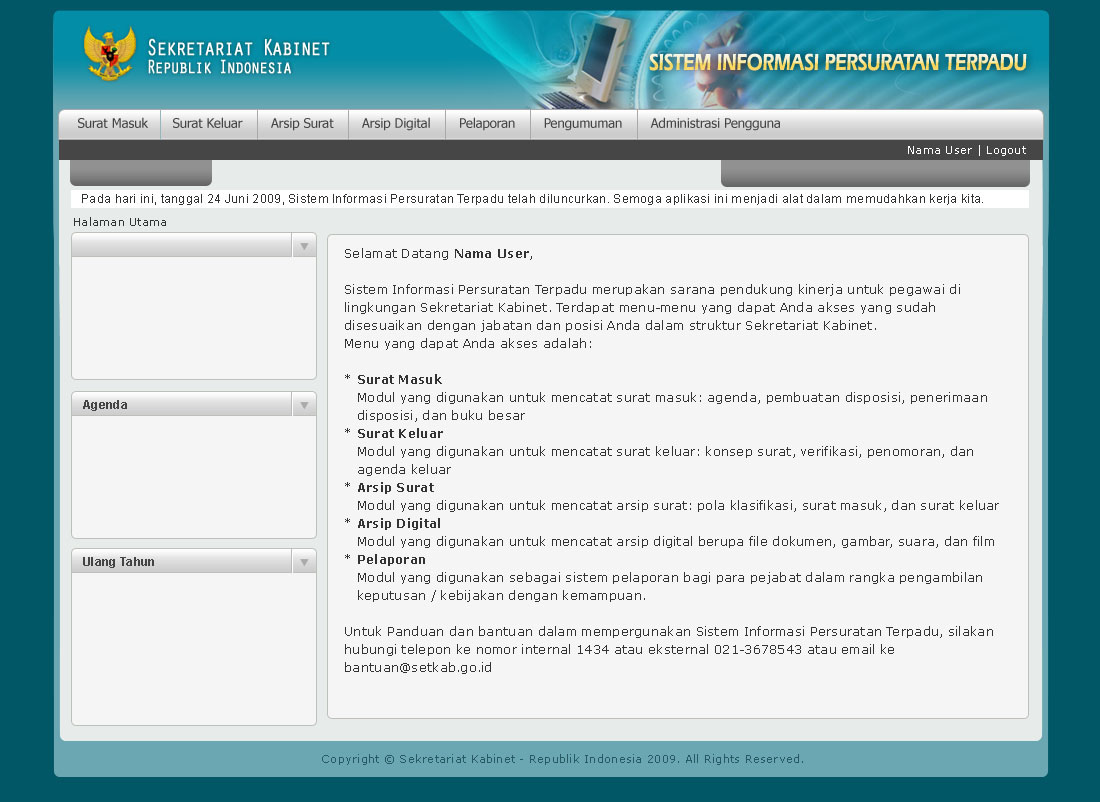 SEKRETARIAT KABINET
REPUBLIK INDONESIA
SISTEM INFORMASI PERSURATAN TERPADU
Surat Masuk
Surat Keluar
Arsip Surat
Arsip Digital
Pelaporan
Pengumuman
Administrasi Pengguna
Nama User | Logout
Pada hari ini, tanggal 24 Juni 2009, Sistem Informasi Persuratan Terpadu telah diluncurkan. Semoga aplikasi ini menjadi alat dalam memudahkan kerja kita.
Halaman Utama
Agenda
Ulang Tahun
Selamat Datang Nama User,
Sistem Informasi Persuratan Terpadu merupakan sarana pendukung kinerja untuk pegawai di
lingkungan Sekretariat Kabinet. Terdapat menu-menu yang dapat Anda akses yang sudah
disesuaikan dengan jabatan dan posisi Anda dalam struktur Sekretariat Kabinet.
Menu yang dapat Anda akses adalah:
* Surat Masuk
Modul yang digunakan untuk mencatat surat masuk: agenda, pembuatan disposisi, penerimaan
disposisi, dan buku besar
* Surat Keluar
Modul yang digunakan untuk mencatat surat keluar: konsep surat, verifikasi, penomoran, dan
agenda keluar
* Arsip Surat
Modul yang digunakan untuk mencatat arsip surat: pola klasifikasi, surat masuk, dan surat keluar
* Arsip Digital
Modul yang digunakan untuk mencatat arsip digital berupa file dokumen, gambar, suara, dan film
* Pelaporan
Modul yang digunakan sebagai sistem pelaporan bagi para pejabat dalam rangka pengambilan
keputusan / kebijakan dengan kemampuan.
Untuk Panduan dan bantuan dalam mempergunakan Sistem Informasi Persuratan Terpadu, silakan
hubungi telepon ke nomor internal 1434 atau eksternal 021-3678543 atau email ke
bantuan@setkab.go.id
Copyright © Sekretariat Kabinet - Republik Indonesia 2009. All Rights Reserved.